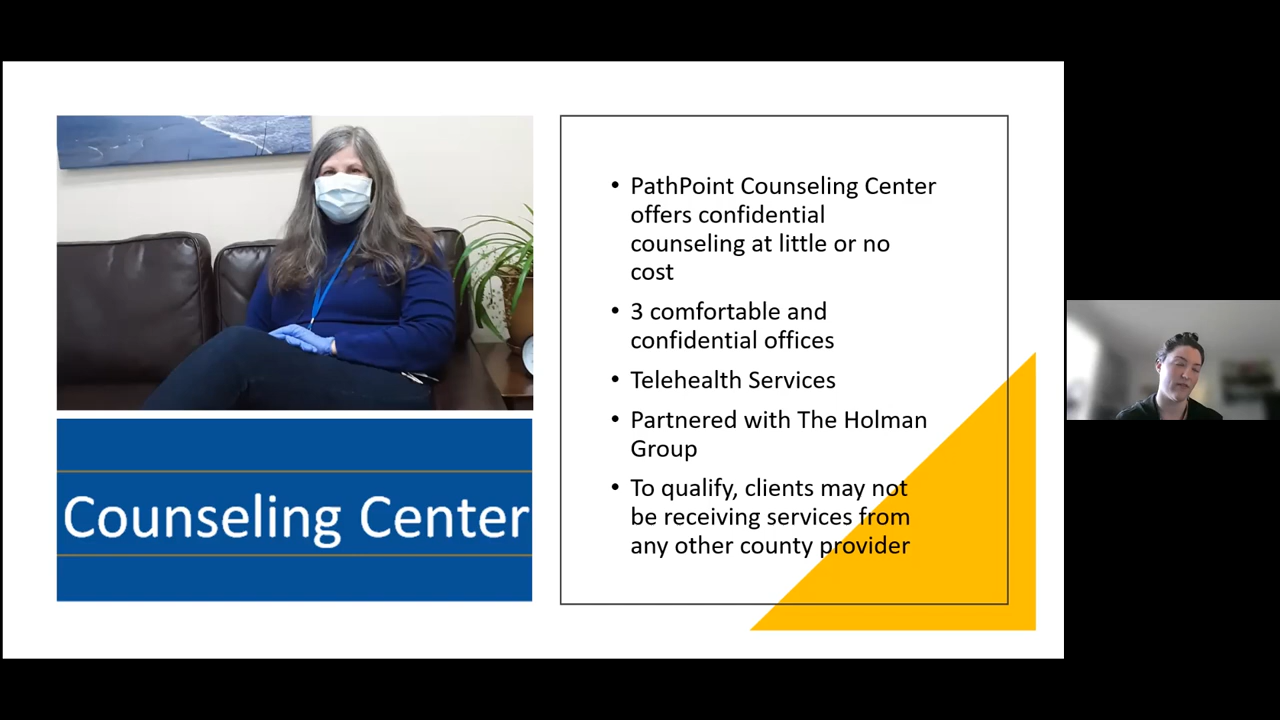 Counseling Center
• PathPoint Counseling Center
offers confidential
counseling at little or no
cost
• 3 comfortable and
confidential offices
• Telehealth Services
• Partnered with The Holman
Group
• To qualify, clients may not
be receiving services from
any other county provider